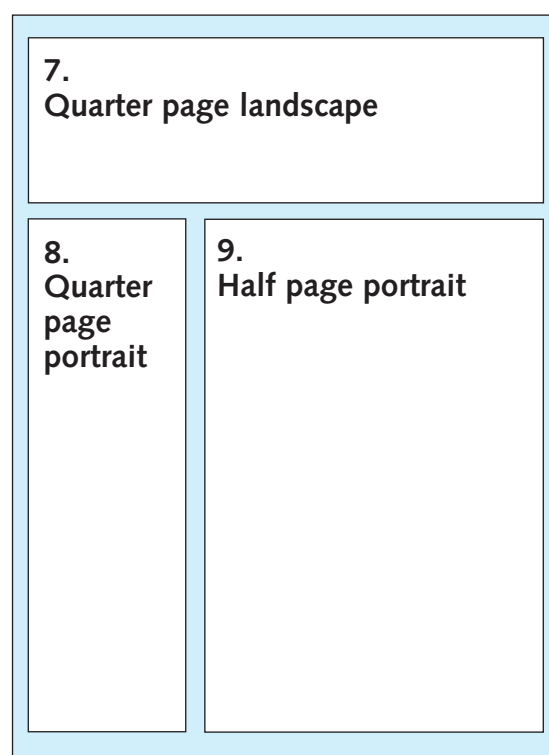 7.
Quarter page landscape
8.
Quarter
page
portrait
9.
Half page portrait